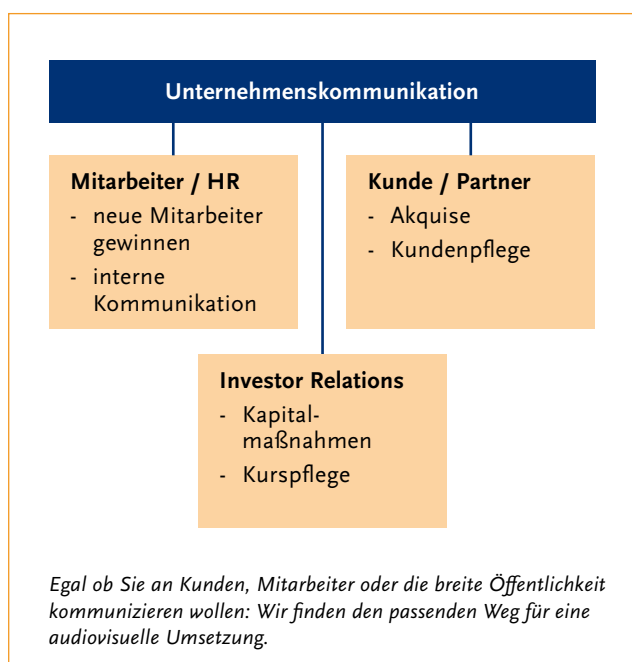 Unternehmenskommunikation
Mitarbeiter / HR
- neue Mitarbeiter
gewinnen
- interne
Kommunikation
Kunde / Partner
- Akquise
- Kundenpflege
Investor Relations
- Kapital-
maßnahmen
- Kurspflege
Egal ob Sie an Kunden, Mitarbeiter oder die breite Öffentlichkeit
kommunizieren wollen: Wir finden den passenden Weg für eine
audiovisuelle Umsetzung.